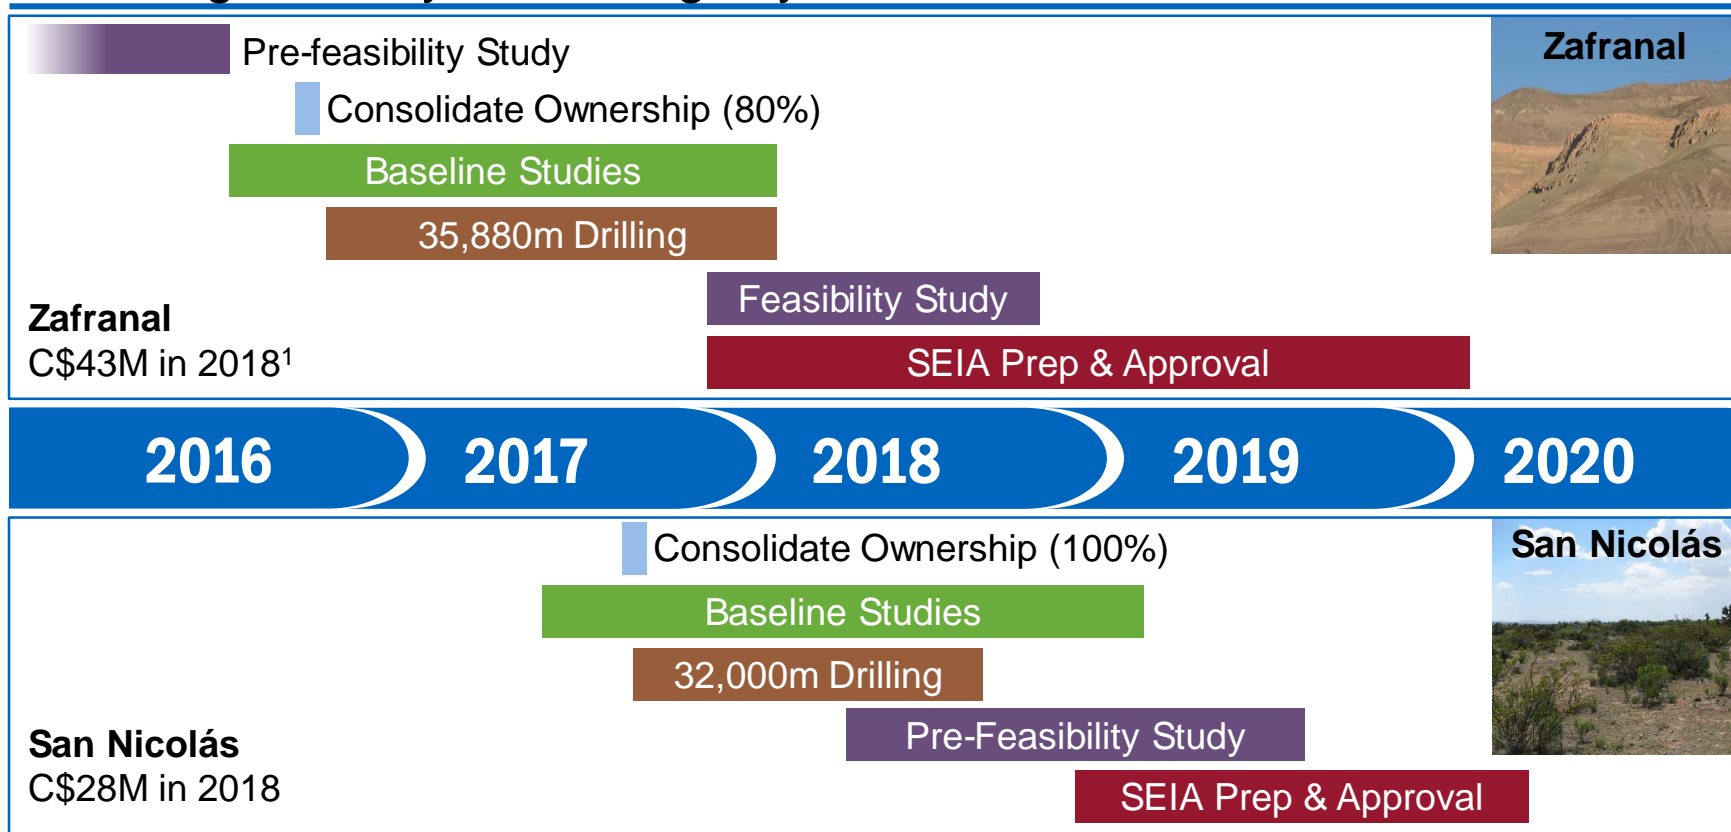 Pre-feasibility Study
Zafranal
Consolidate Ownership (80%)
Baseline Studies
35,880m Drilling
Feasibility Study
Zafranal
C$43M in 2018¹
SEIA Prep & Approval
2016 2017 2018 2019 2020
Consolidate Ownership (100%)
San Nicolás
Baseline Studies
32,000m Drilling
Pre-Feasibility Study
San Nicolás
C$28M in 2018
SEIA Prep & Approval